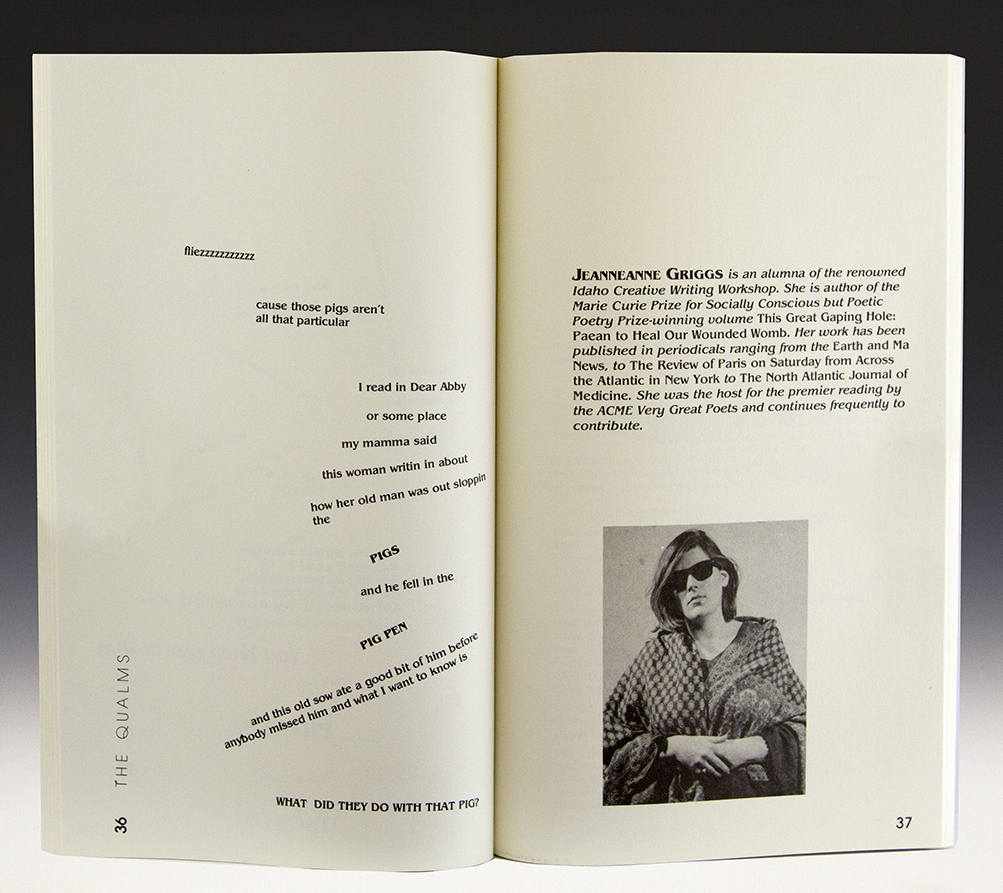 fliezzzzzzzzzzzz
cause those pigs aren't
all that particular
I read in Dear Abby
or some place
my mamma said
this woman writin in about
how her old man was out sloppin
the
PIGS
and he fell in the
PIG PEN
and this old sow ate a good bit of him before
anybody missed him and what I want to know is
WHAT DID THEY DO WITH THAT PIG?
36 THE QUALMS
JEANNEANNE GRIGGS is an alumna of the renowned
Idaho Creative Writing Workshop. She is author of the
Marie Curie Prize for Socially Conscious but Poetic
Poetry Prize-winning volume This Great Gaping Hole:
Paean to Heal Our Wounded Womb. Her work has been
published in periodicals ranging from the Earth and Ma
News, to The Review of Paris on Saturday from Across
the Atlantic in New York to The North Atlantic Journal of
Medicine. She was the host for the premier reading by
the ACME Very Great Poets and continues frequently to
contribute.
37